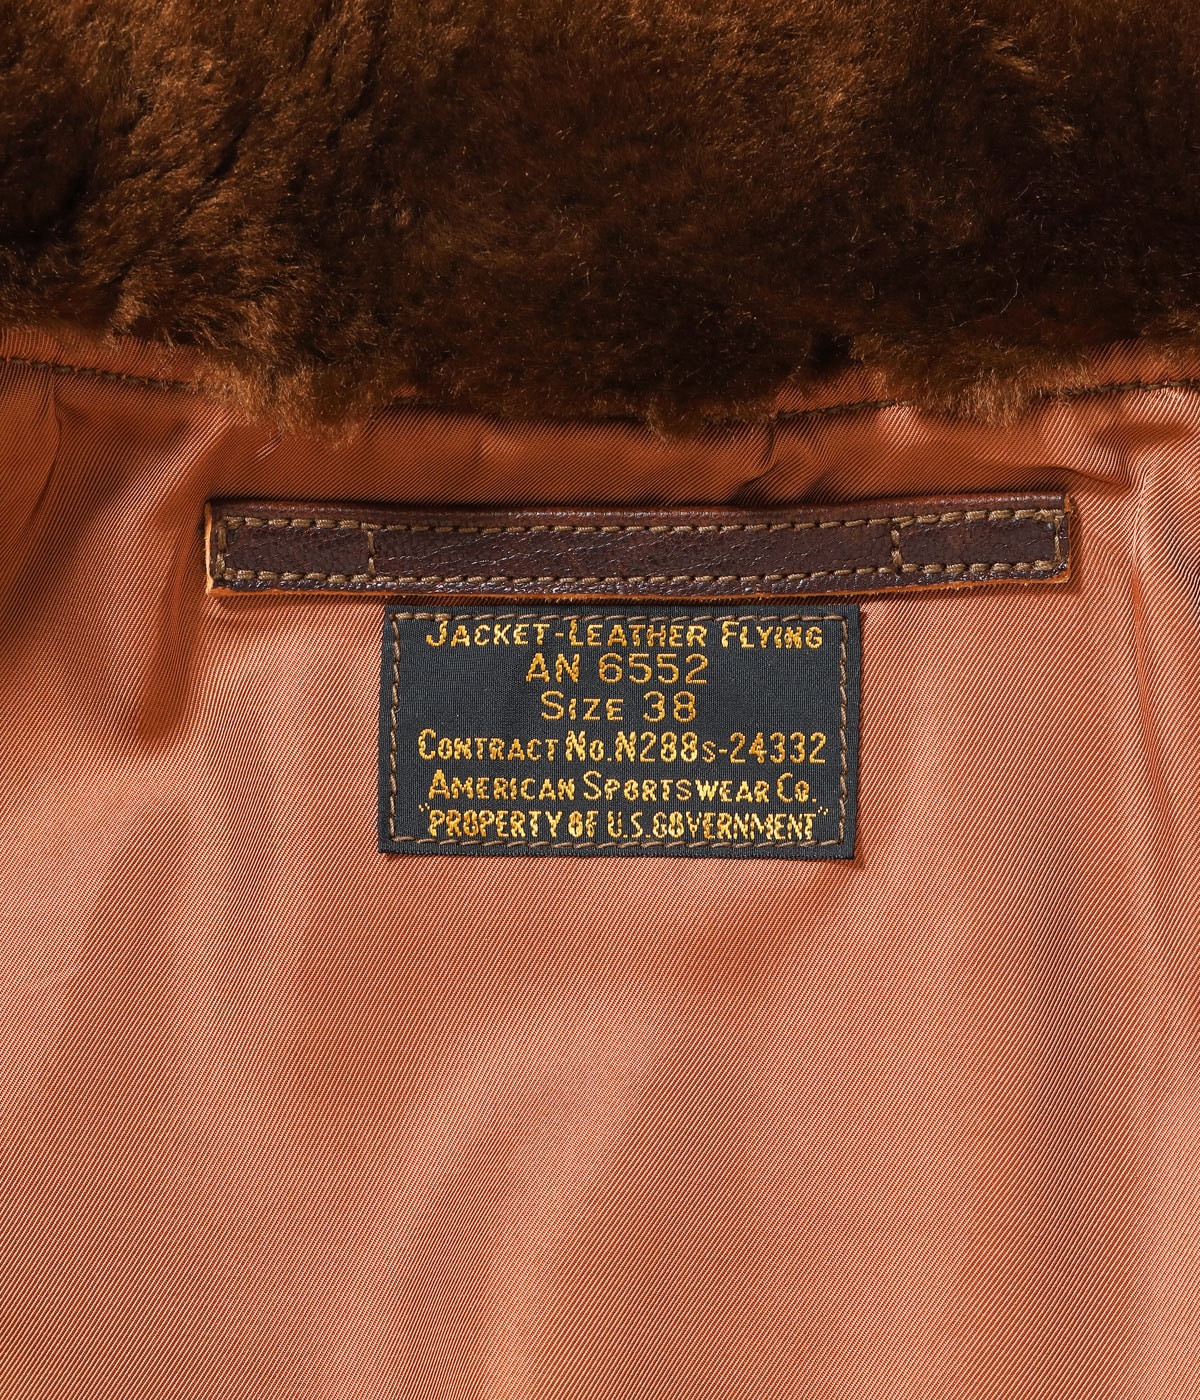 JACKET-LEATHER FLYING
AN 6552
SIZE 38
CONTRACT NO. N288S-24332
AMERICAN SPORTSWEAR CO.
"PROPERTY OF U.S. GOVERNMENT"